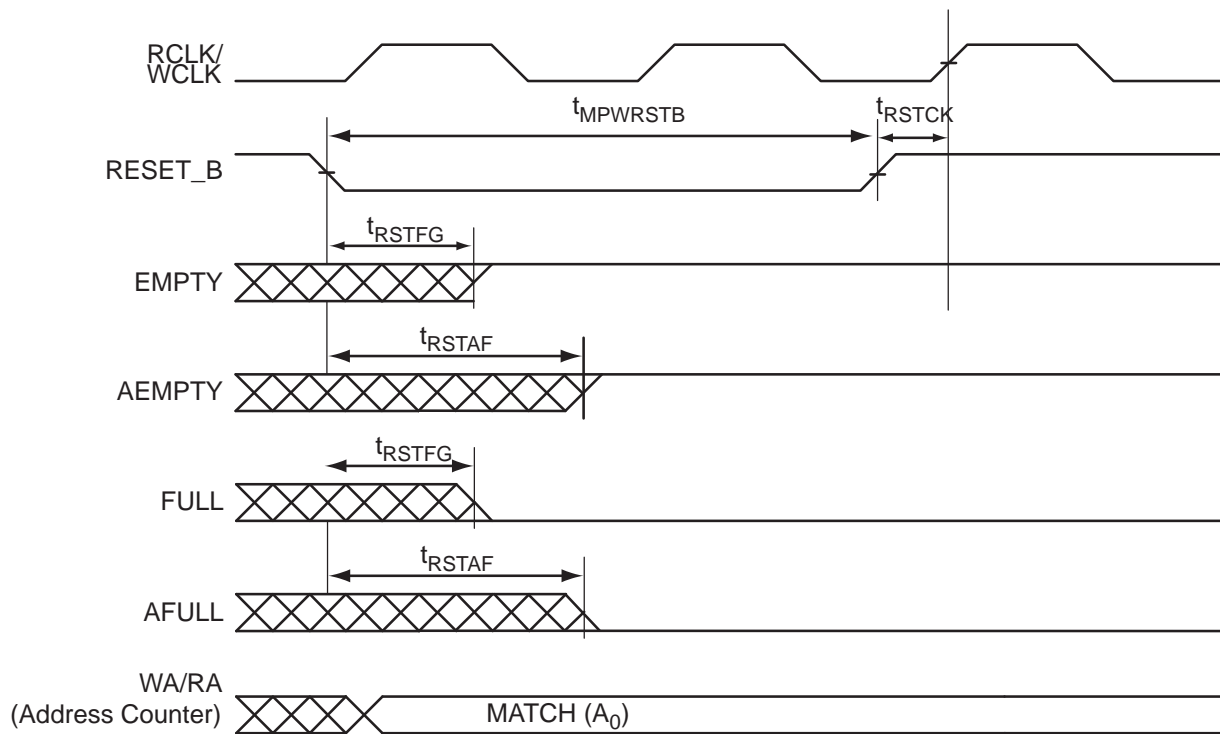 RCLK/
WCLK
tMPWRSTB
tRSTCK
RESET_B
tRSTFG
EMPTY
tRSTAF
AEMPTY
tRSTFG
FULL
tRSTAF
AFULL
WA/RA
(Address Counter)
MATCH (A0)